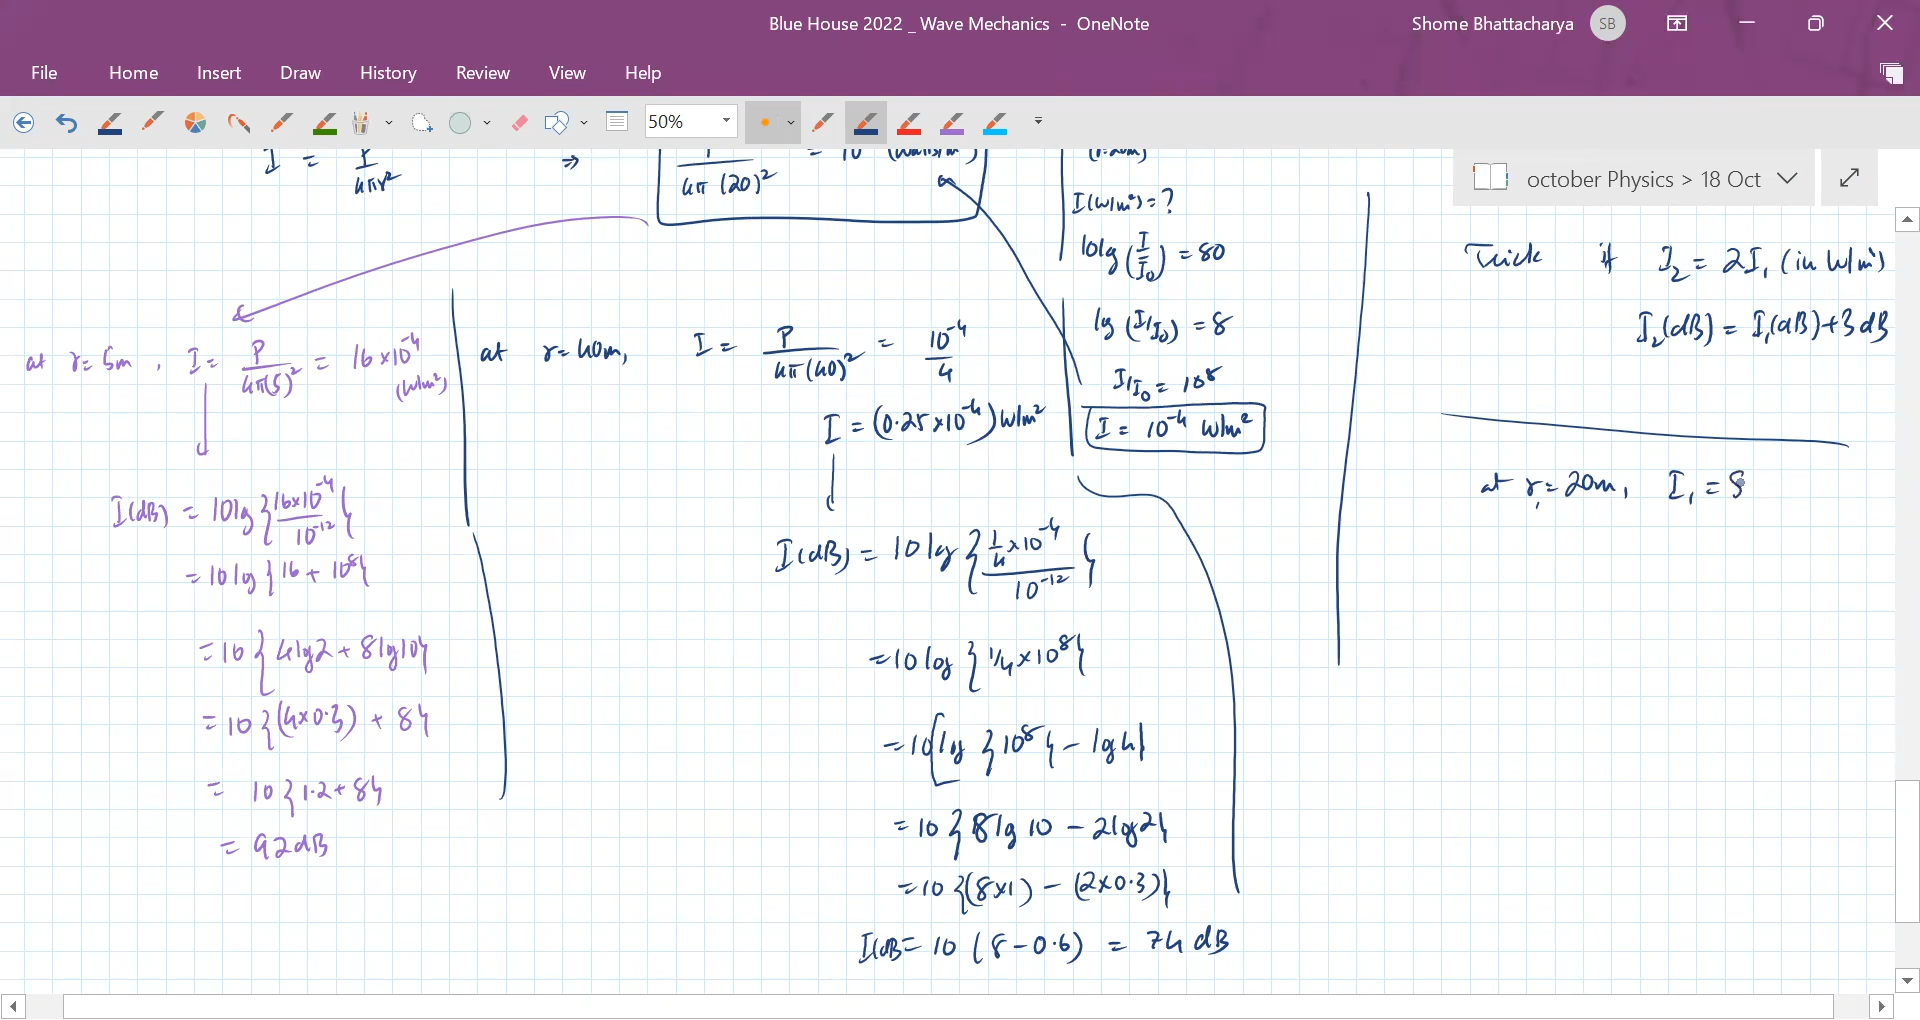 Blue House 2022 _ Wave Mechanics - OneNote
Shome Bhattacharya SB
File Home Insert Draw History Review View Help
50%
october Physics > 18 Oct
I = P/4πr² ⇒
4π (20)²
I(W/m²) = ?
10lg (I/I₀) = 80
lg (I/I₀) = 8
I/I₀ = 10⁸
I = 10⁻⁴ W/m²
at r = 5m, I = P/4π(5)² = 16 × 10⁻⁴ (W/m²)
I(dB) = 10lg {16×10⁻⁴/10⁻¹²}
= 10 lg {16 + 10⁸}
= 10 {4lg2 + 8lg10}
= 10 {(4×0.3) + 8}
= 10 {1.2 + 8}
= 92dB
at r = 40m, I = P/4π(40)² = 10⁻⁴/4
I = (0.25 × 10⁻⁴) W/m²
I(dB) = 10 lg {1/4 × 10⁻⁴/10⁻¹²}
= 10 log {1/4 × 10⁸}
= 10[lg {10⁸} - lg4]
= 10 {8lg 10 - 2lg2}
= 10 {(8×1) - (2×0.3)}
I(dB = 10 (8 - 0.6) = 74 dB
Trick if I₂ = 2I₁ (in W/m²)
I₂(dB) = I₁(dB) + 3dB
at r = 20m, I₁ =